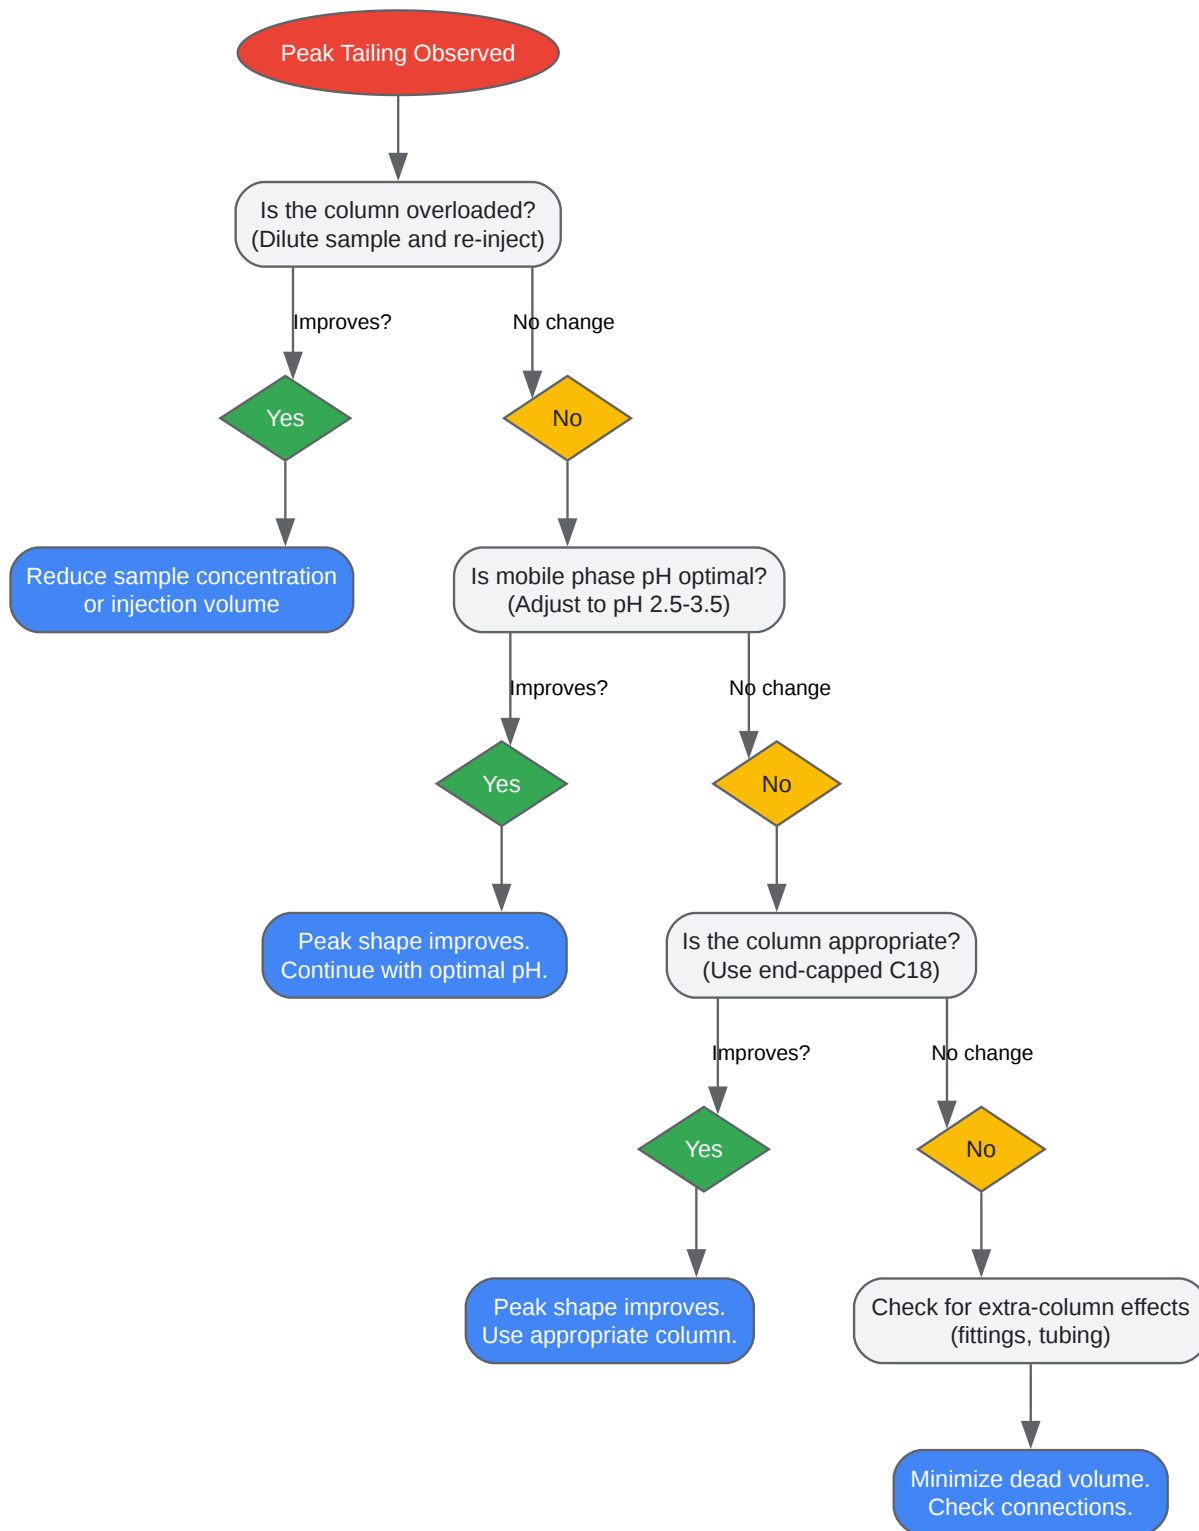 Peak Tailing Observed
Is the column overloaded?
(Dilute sample and re-inject)
Improves?
No change
Yes
No
Reduce sample concentration
or injection volume
Is mobile phase pH optimal?
(Adjust to pH 2.5-3.5)
Improves?
No change
Yes
No
Peak shape improves.
Continue with optimal pH.
Is the column appropriate?
(Use end-capped C18)
Improves?
No change
Yes
No
Peak shape improves.
Use appropriate column.
Check for extra-column effects
(fittings, tubing)
Minimize dead volume.
Check connections.